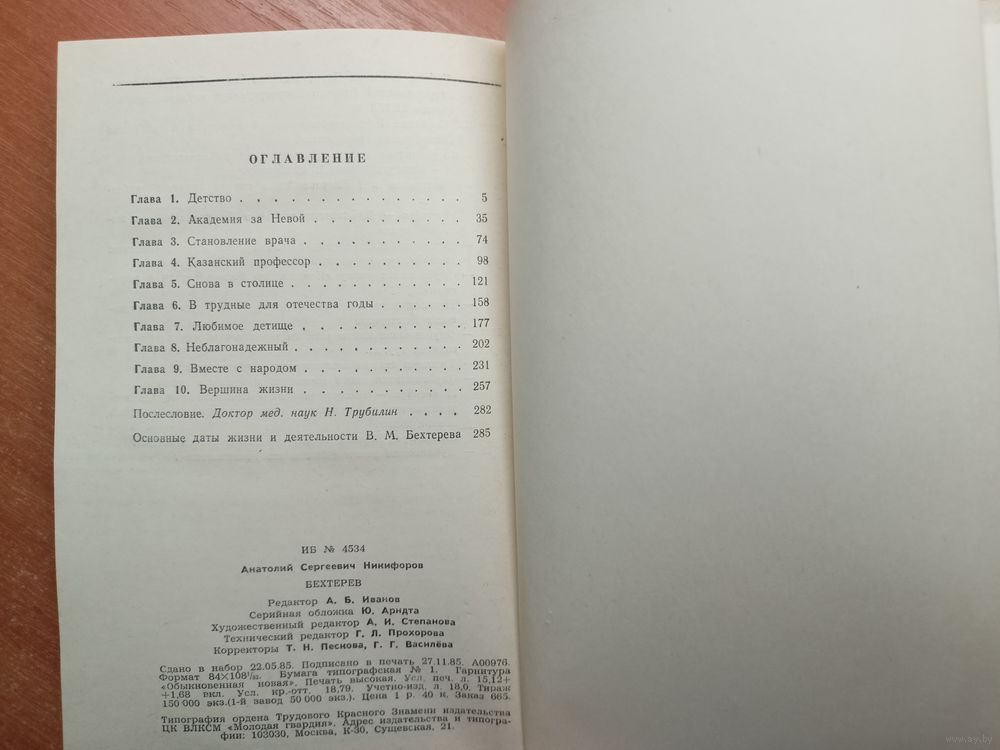 ОГЛАВЛЕНИЕ
Глава 1. Детство . . . . . . . . . . . . . . . 5
Глава 2. Академия за Невой . . . . . . . . . . 35
Глава 3. Становление врача . . . . . . . . . . . 74
Глава 4. Казанский профессор . . . . . . . . . . 98
Глава 5. Снова в столице . . . . . . . . . . . . 121
Глава 6. В трудные для отечества годы . . . . . . 158
Глава 7. Любимое детище . . . . . . . . . . . 177
Глава 8. Неблагонадежный . . . . . . . . . . . 202
Глава 9. Вместе с народом . . . . . . . . . . . 231
Глава 10. Вершина жизни . . . . . . . . . . . 257
Послесловие. Доктор мед. наук Н. Трубилин . . . . 282
Основные даты жизни и деятельности В. М. Бехтерева 285
ИБ № 4534
Анатолий Сергеевич Никифоров
БЕХТЕРЕВ
Редактор А. Б. Иванов
Серийная обложка Ю. Арндта
Художественный редактор А. И. Степанова
Технический редактор Г. Л. Прохорова
Корректоры Т. Н. Пескова, Г. Г. Василёва
Сдано в набор 22.05.85. Подписано в печать 27.11.85. А00976.
Формат 84×108¹/₃₂. Бумага типографская № 1. Гарнитура
«Обыкновенная новая». Печать высокая. Усл. печ. л. 15,12+
+1,68 вкл. Усл. кр.-отт. 18,79. Учетно-изд. л. 18,0. Тираж
150 000 экз.(1-й завод 50 000 экз.). Цена 1 р. 40 к. Заказ 665.
Типография ордена Трудового Красного Знамени издательства
ЦК ВЛКСМ «Молодая гвардия». Адрес издательства и типогра-
фии: 103030, Москва, К-30, Сущевская, 21.
www.ay.by